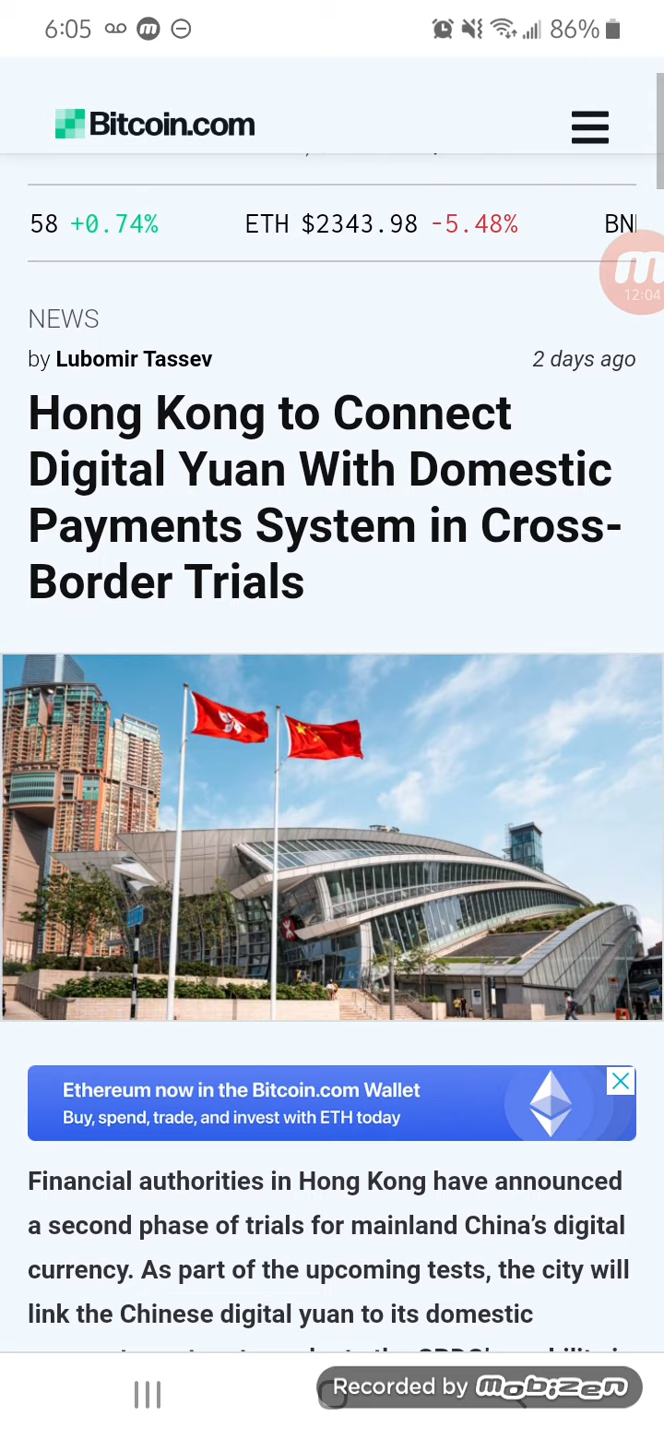 6:05
86%
Bitcoin.com
58 +0.74% ETH $2343.98 -5.48% BN
12:04
NEWS
by Lubomir Tassev 2 days ago
Hong Kong to Connect
Digital Yuan With Domestic
Payments System in Cross-
Border Trials
Ethereum now in the Bitcoin.com Wallet
Buy, spend, trade, and invest with ETH today
Financial authorities in Hong Kong have announced
a second phase of trials for mainland China's digital
currency. As part of the upcoming tests, the city will
link the Chinese digital yuan to its domestic
Recorded by mobizen